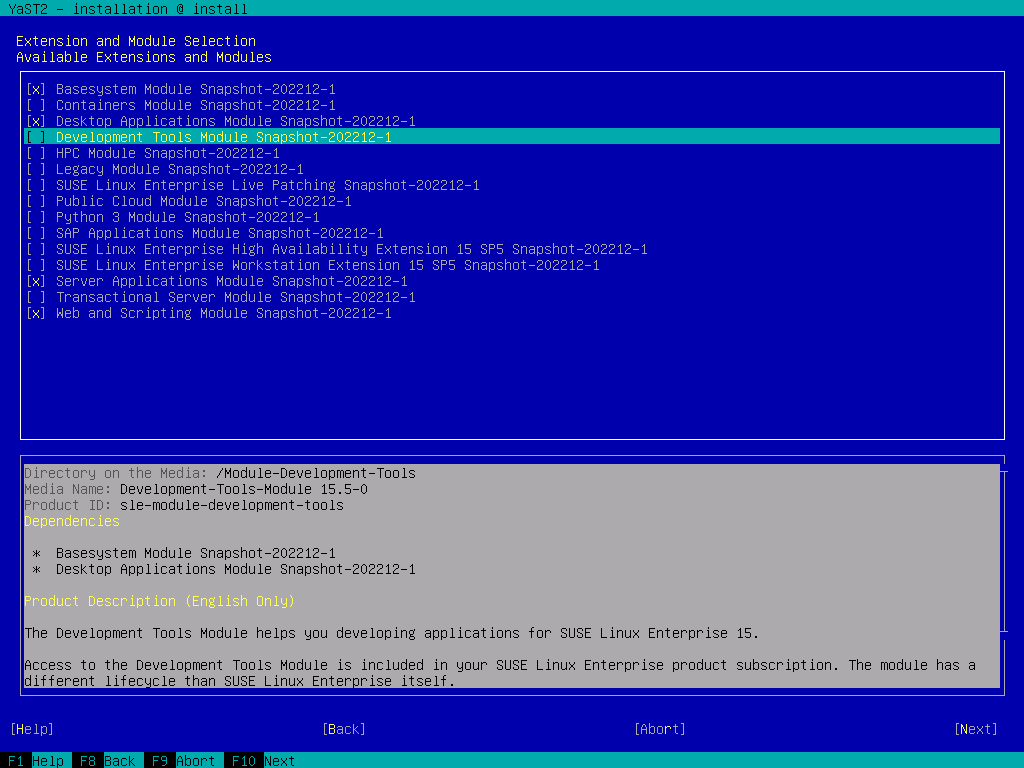 YaST2 - installation @ install
Extension and Module Selection
Available Extensions and Modules
[x] Basesystem Module Snapshot-202212-1
[ ] Containers Module Snapshot-202212-1
[x] Desktop Applications Module Snapshot-202212-1
[ ] Development Tools Module Snapshot-202212-1
[ ] HPC Module Snapshot-202212-1
[ ] Legacy Module Snapshot-202212-1
[ ] SUSE Linux Enterprise Live Patching Snapshot-202212-1
[ ] Public Cloud Module Snapshot-202212-1
[ ] Python 3 Module Snapshot-202212-1
[ ] SAP Applications Module Snapshot-202212-1
[ ] SUSE Linux Enterprise High Availability Extension 15 SP5 Snapshot-202212-1
[ ] SUSE Linux Enterprise Workstation Extension 15 SP5 Snapshot-202212-1
[x] Server Applications Module Snapshot-202212-1
[ ] Transactional Server Module Snapshot-202212-1
[x] Web and Scripting Module Snapshot-202212-1
Directory on the Media: /Module-Development-Tools
Media Name: Development-Tools-Module 15.5-0
Product ID: sle-module-development-tools
Dependencies
* Basesystem Module Snapshot-202212-1
* Desktop Applications Module Snapshot-202212-1
Product Description (English Only)
The Development Tools Module helps you developing applications for SUSE Linux Enterprise 15.
Access to the Development Tools Module is included in your SUSE Linux Enterprise product subscription. The module has a
different lifecycle than SUSE Linux Enterprise itself.
[Help] [Back] [Abort] [Next]
F1 Help F8 Back F9 Abort F10 Next